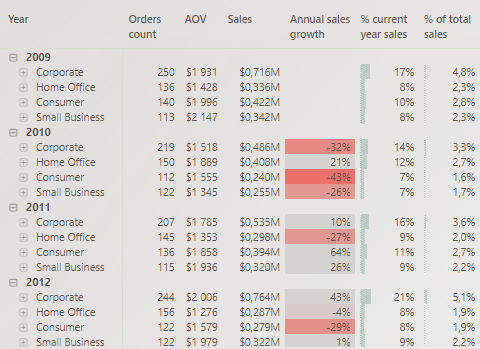 Year Orders count AOV Sales Annual sales growth % current year sales % of total sales
2009
Corporate 250 $1 931 $0,716M 17% 4,8%
Home Office 136 $1 428 $0,336M 8% 2,3%
Consumer 140 $1 996 $0,422M 10% 2,8%
Small Business 113 $2 147 $0,342M 8% 2,3%
2010
Corporate 219 $1 518 $0,486M -32% 14% 3,3%
Home Office 150 $1 889 $0,408M 21% 12% 2,7%
Consumer 112 $1 555 $0,240M -43% 7% 1,6%
Small Business 122 $1 345 $0,255M -26% 7% 1,7%
2011
Corporate 207 $1 785 $0,535M 10% 16% 3,6%
Home Office 145 $1 353 $0,298M -27% 9% 2,0%
Consumer 136 $1 858 $0,394M 64% 11% 2,7%
Small Business 115 $1 936 $0,320M 26% 9% 2,2%
2012
Corporate 244 $2 006 $0,764M 43% 21% 5,1%
Home Office 156 $1 276 $0,287M -4% 8% 1,9%
Consumer 122 $1 579 $0,279M -29% 8% 1,9%
Small Business 122 $1 979 $0,322M 1% 9% 2,2%